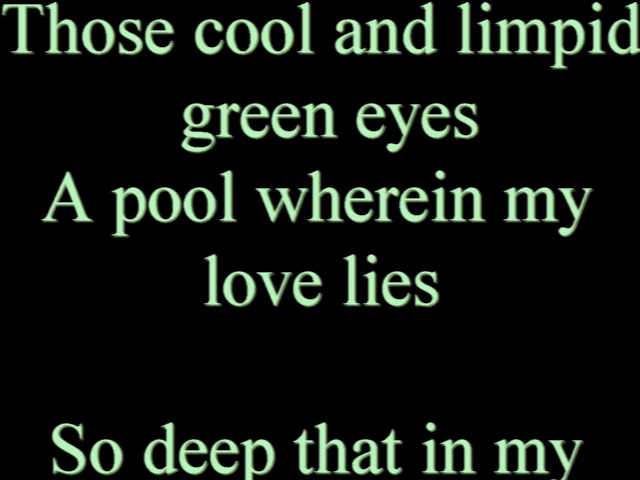 Those cool and limpid
green eyes
A pool wherein my
love lies
So deep that in my